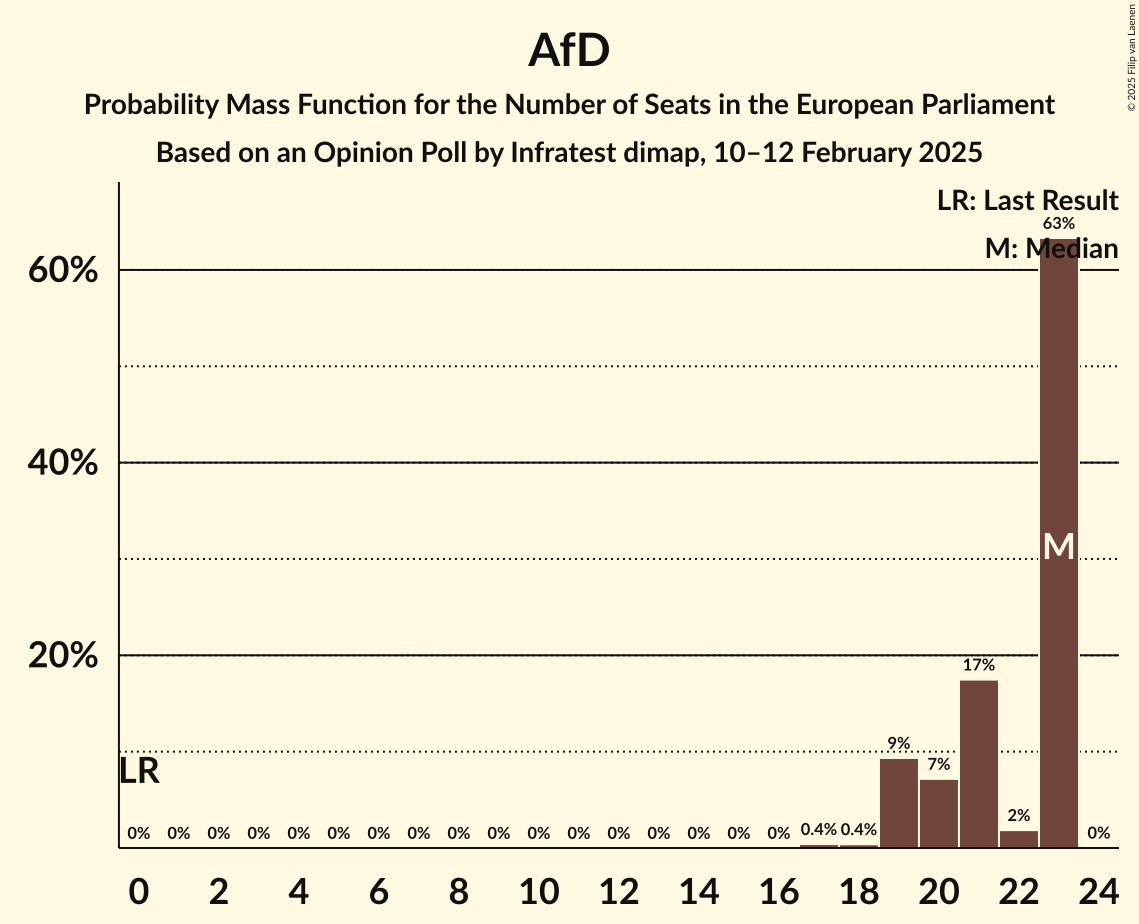 AfD
Probability Mass Function for the Number of Seats in the European Parliament
Based on an Opinion Poll by Infratest dimap, 10–12 February 2025
© 2025 Filip van Laenen
LR: Last Result
M: Median
63%
60%
40%
M
20%
17%
9%
7%
2%
LR
0% 0% 0% 0% 0% 0% 0% 0% 0% 0% 0% 0% 0% 0% 0% 0% 0% 0.4% 0.4% 0%
0 2 4 6 8 10 12 14 16 18 20 22 24